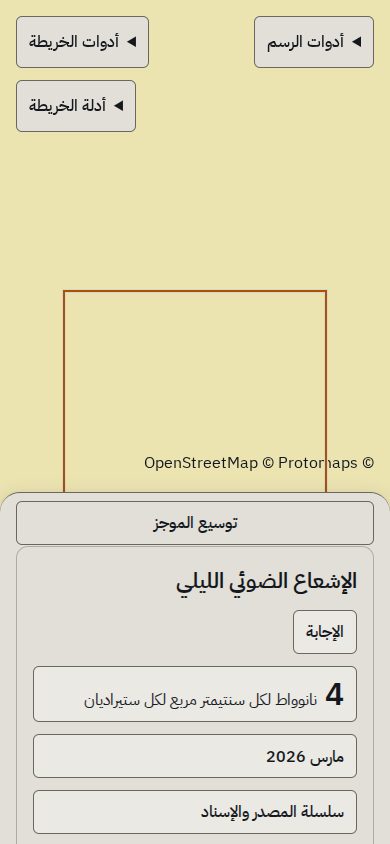 أدوات الرسم
أدوات الخريطة
أدلة الخريطة
© OpenStreetMap © Protomaps
توسيع الموجز
الإشعاع الضوئي الليلي
الإجابة
4 نانوواط لكل سنتيمتر مربع لكل ستيراديان
مارس 2026
سلسلة المصدر والإسناد